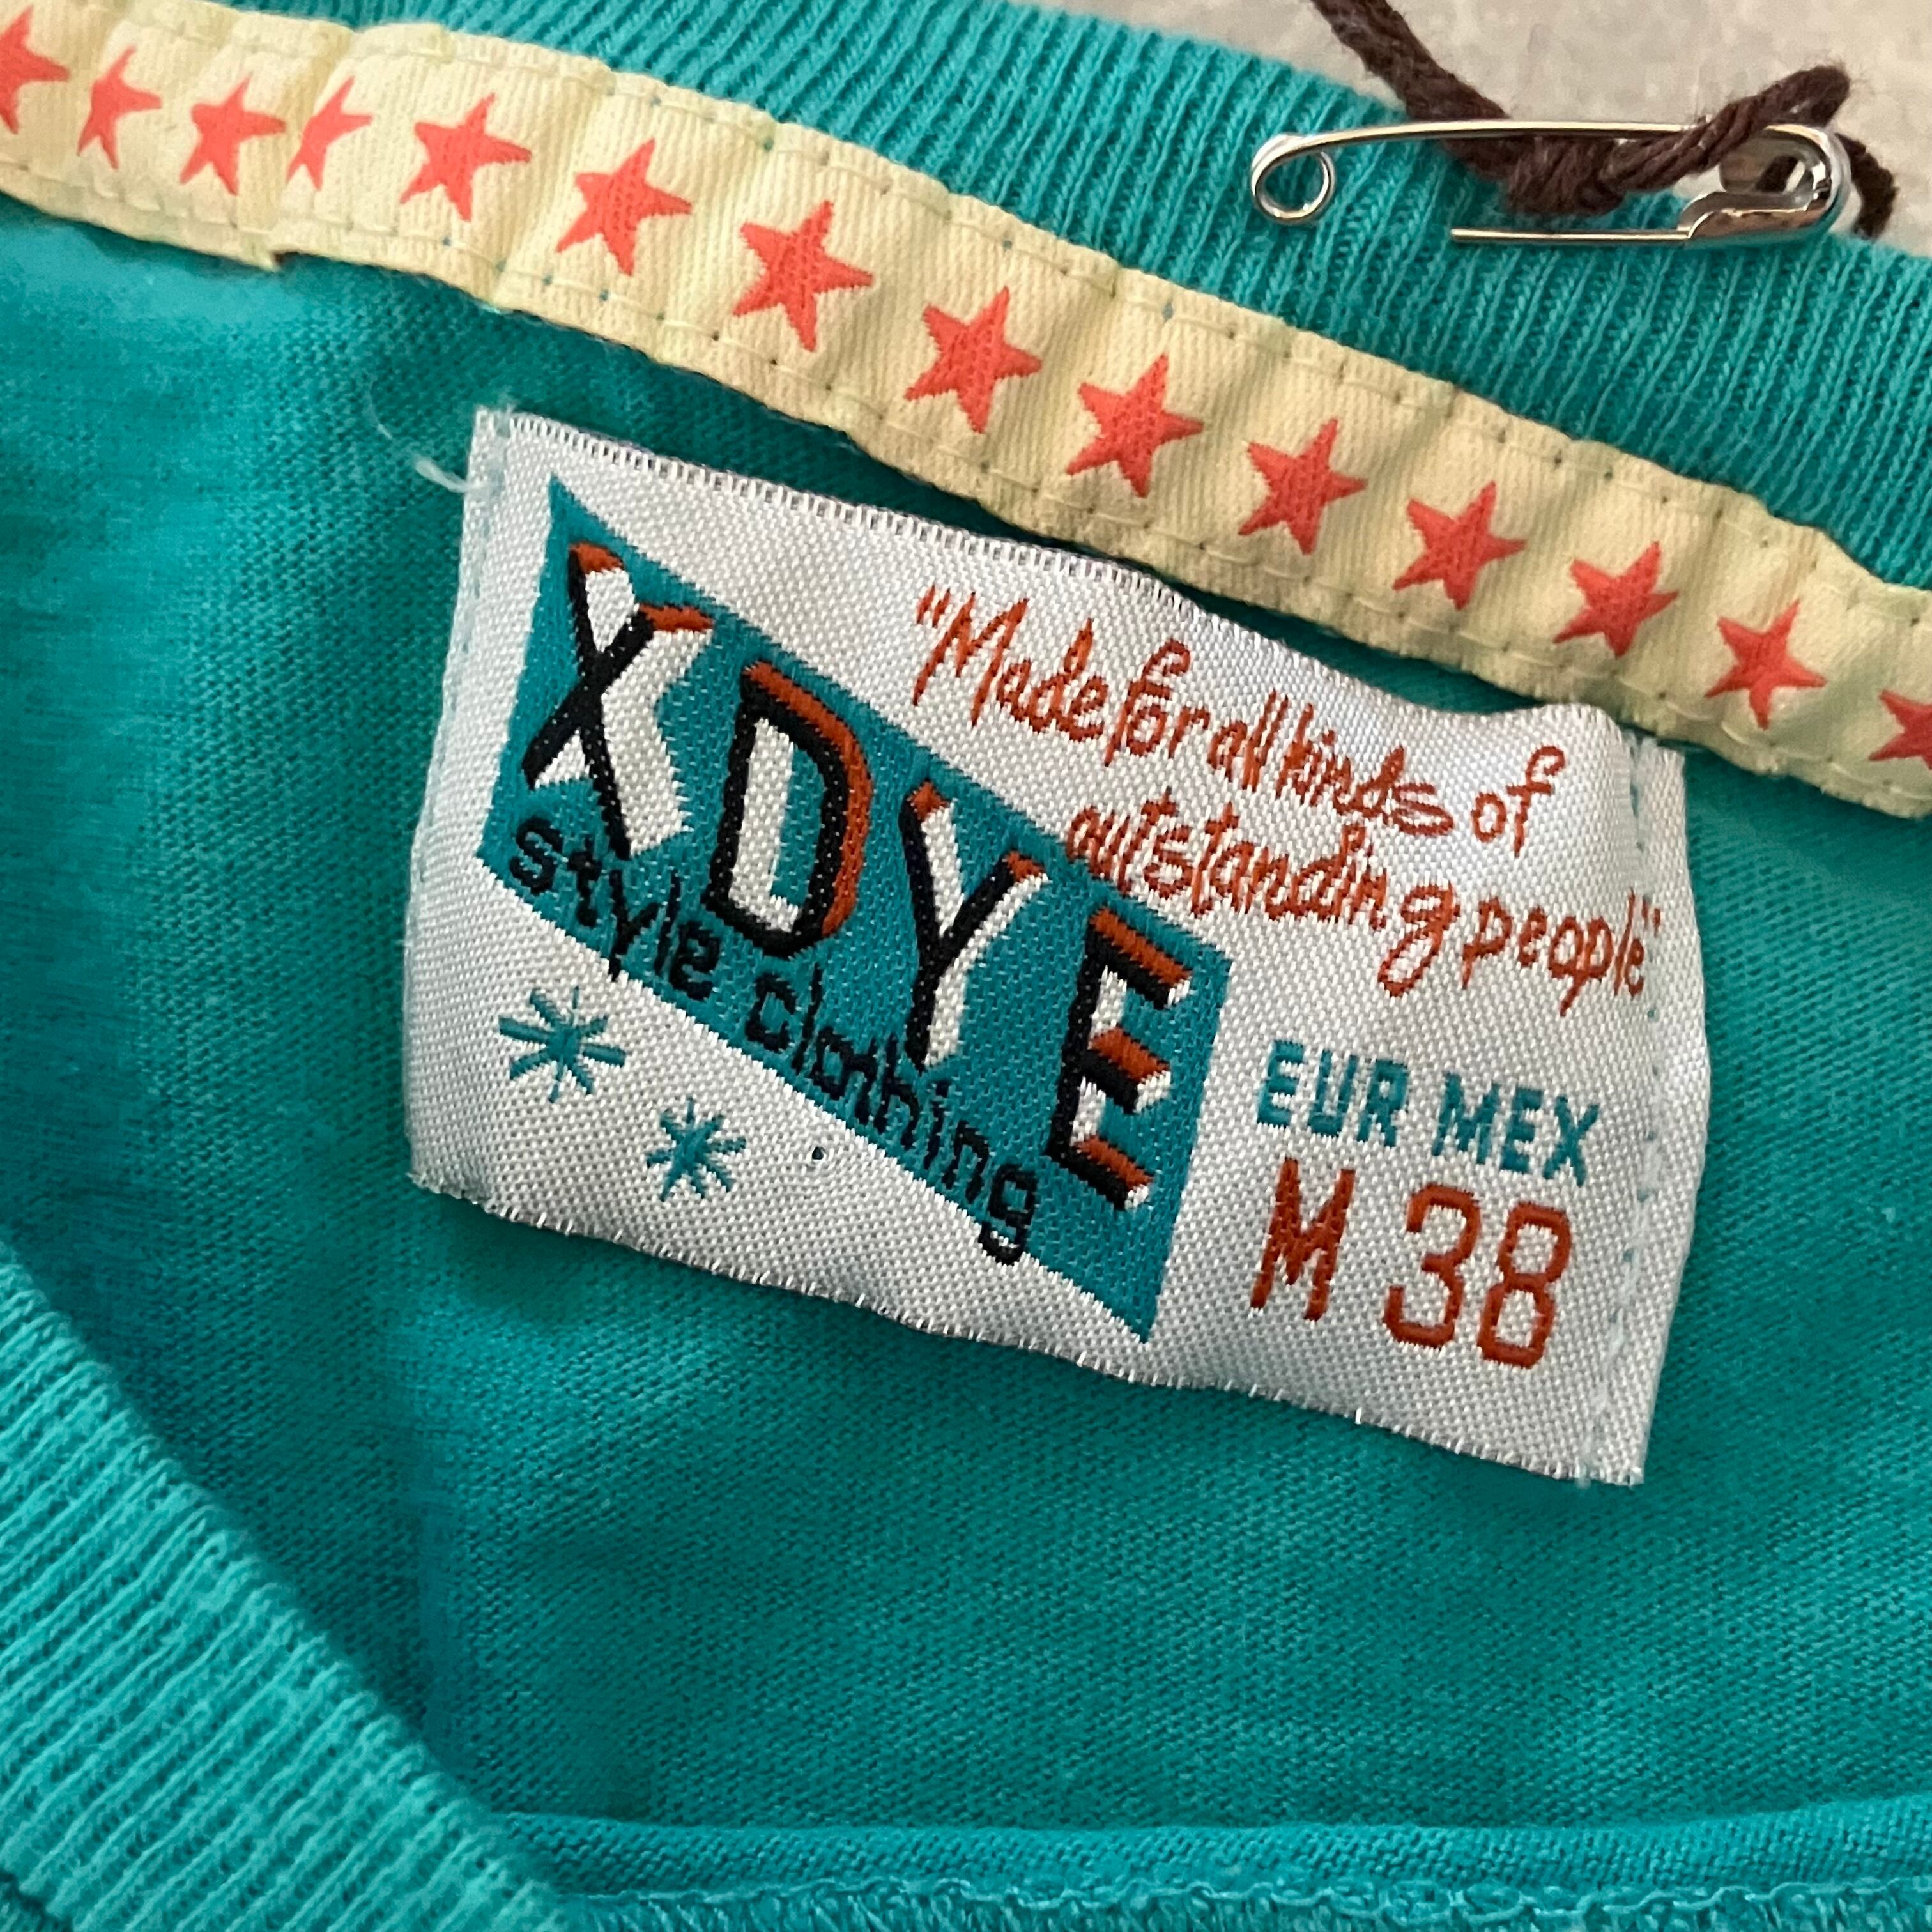 XDYE
style clothing
"Made for all kinds of
outstanding people"
EUR MEX
M 38